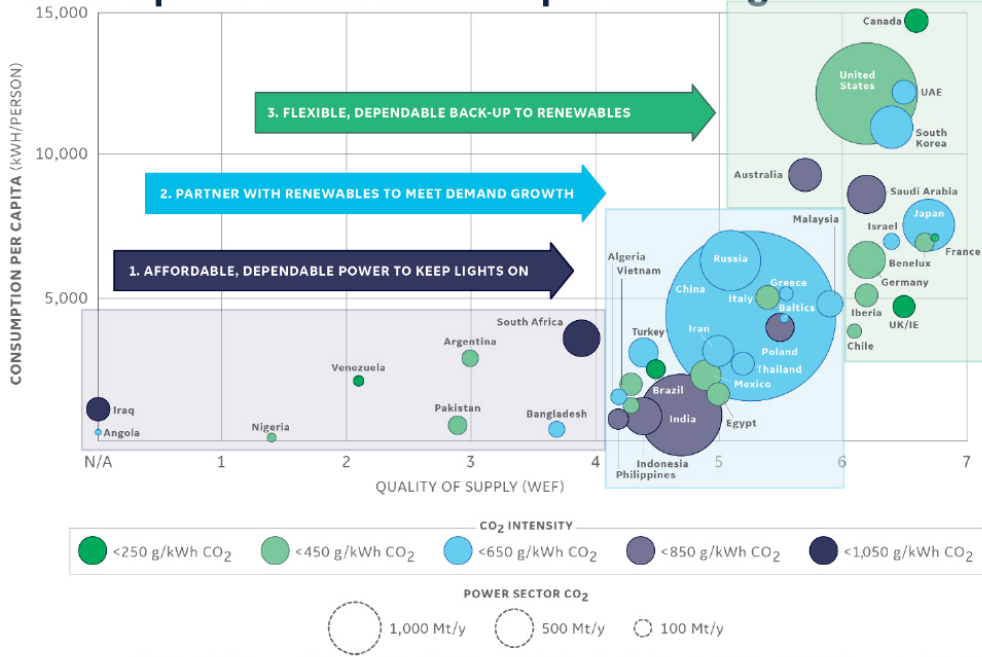 15,000
10,000
5,000
CONSUMPTION PER CAPITA (kWH/PERSON)
Canada
United
States
UAE
South
Korea
3. FLEXIBLE, DEPENDABLE BACK-UP TO RENEWABLES
Australia
Saudi Arabia
2. PARTNER WITH RENEWABLES TO MEET DEMAND GROWTH
Malaysia
Japan
Israel
France
Benelux
1. AFFORDABLE, DEPENDABLE POWER TO KEEP LIGHTS ON
Algeria
Vietnam
Russia
China
Greece
Italy
Baltics
Germany
Iberia
UK/IE
Chile
South Africa
Turkey
Iran
Poland
Thailand
Mexico
Argentina
Venezuela
Brazil
India
Egypt
Iraq
Angola
Nigeria
Pakistan
Bangladesh
Indonesia
Philippines
N/A
1
2
3
4
5
6
7
QUALITY OF SUPPLY (WEF)
CO2 INTENSITY
<250 g/kWh CO2
<450 g/kWh CO2
<650 g/kWh CO2
<850 g/kWh CO2
<1,050 g/kWh CO2
POWER SECTOR CO2
1,000 Mt/y
500 Mt/y
100 Mt/y